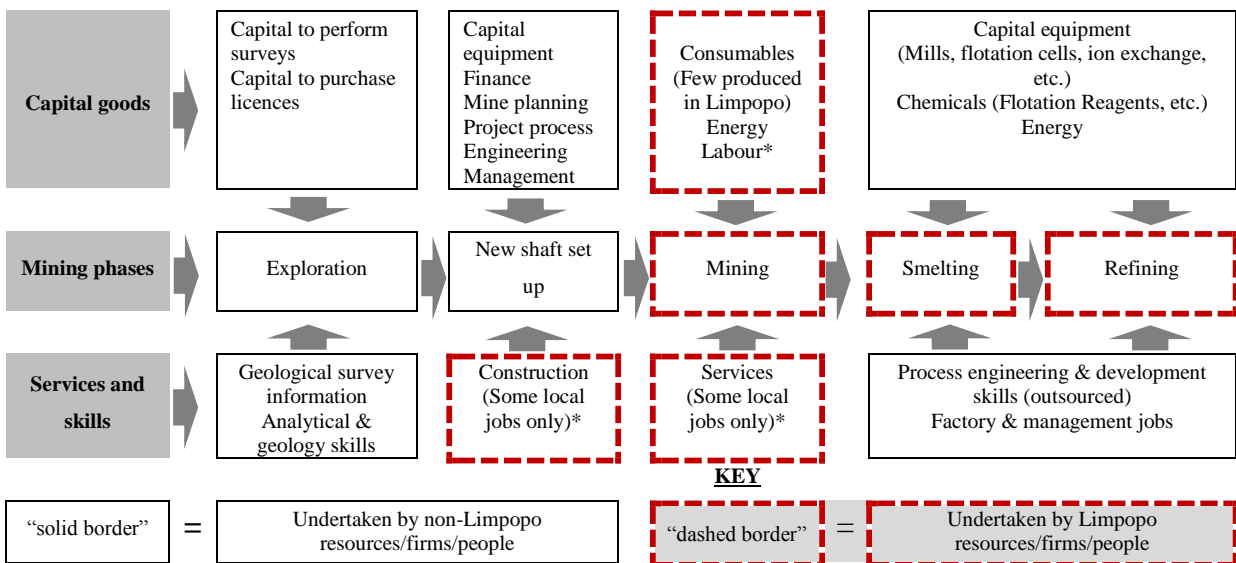 Capital goods
Capital to perform
surveys
Capital to purchase
licences
Capital
equipment
Finance
Mine planning
Project process
Engineering
Management
Consumables
(Few produced
in Limpopo)
Energy
Labour*
Capital equipment
(Mills, flotation cells, ion exchange,
etc.)
Chemicals (Flotation Reagents, etc.)
Energy
Mining phases
Exploration
New shaft set
up
Mining
Smelting
Refining
Services and
skills
Geological survey
information
Analytical &
geology skills
Construction
(Some local
jobs only)*
Services
(Some local
jobs only)*
Process engineering & development
skills (outsourced)
Factory & management jobs
KEY
“solid border”
=
Undertaken by non-Limpopo
resources/firms/people
“dashed border”
=
Undertaken by Limpopo
resources/firms/people